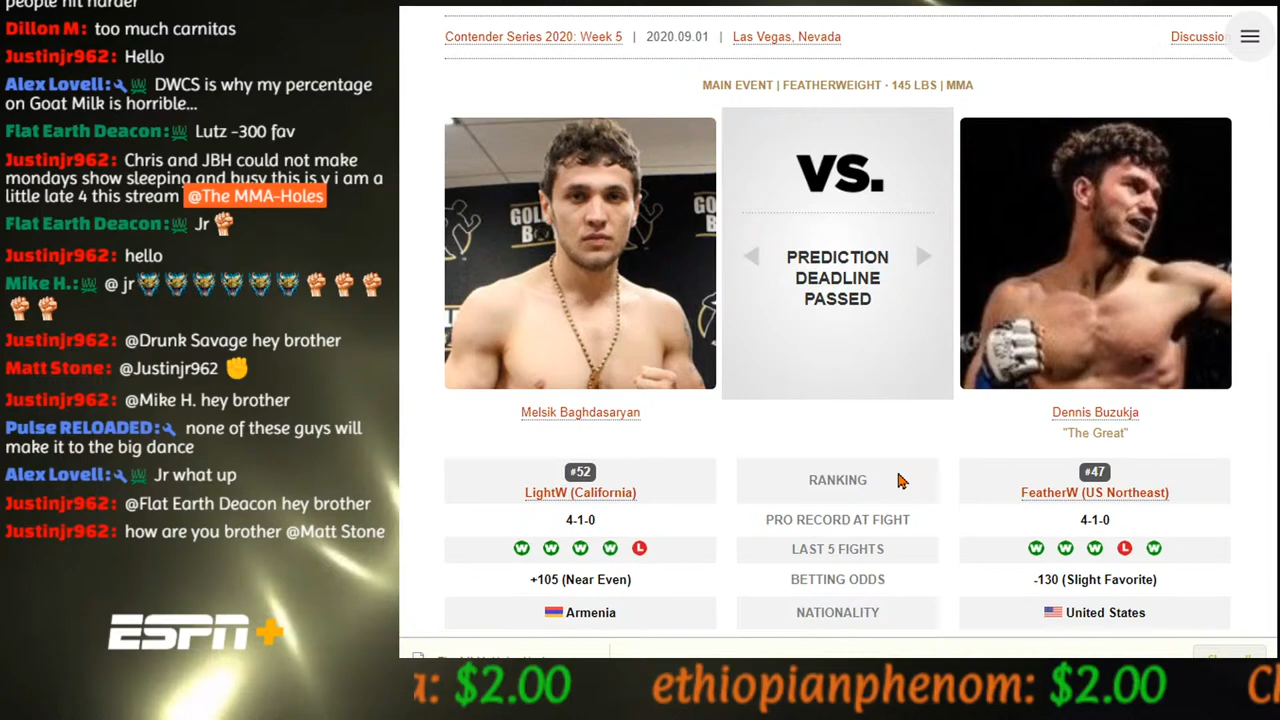 people hit harder
Dillon M: too much carnitas
Justinjr962: Hello
Alex Lovell: DWCS is why my percentage
on Goat Milk is horrible...
Flat Earth Deacon: Lutz -300 fav
Justinjr962: Chris and JBH could not make
mondays show sleeping and busy this is y i am a
little late 4 this stream @The MMA-Holes
Flat Earth Deacon: Jr
Justinjr962: hello
Mike H.: @ jr
Justinjr962: @Drunk Savage hey brother
Matt Stone: @Justinjr962
Justinjr962: @Mike H. hey brother
Pulse RELOADED: none of these guys will
make it to the big dance
Alex Lovell: Jr what up
Justinjr962: @Flat Earth Deacon hey brother
Justinjr962: how are you brother @Matt Stone
ESPN+
Contender Series 2020: Week 5 | 2020.09.01 | Las Vegas, Nevada Discussion
MAIN EVENT | FEATHERWEIGHT · 145 LBS | MMA
VS.
PREDICTION
DEADLINE
PASSED
Melsik Baghdasaryan Dennis Buzukja
"The Great"
#52 #47
LightW (California) RANKING FeatherW (US Northeast)
4-1-0 PRO RECORD AT FIGHT 4-1-0
W W W W L LAST 5 FIGHTS W W W L W
+105 (Near Even) BETTING ODDS -130 (Slight Favorite)
Armenia NATIONALITY United States
a: $2.00 ethiopianphenom: $2.00